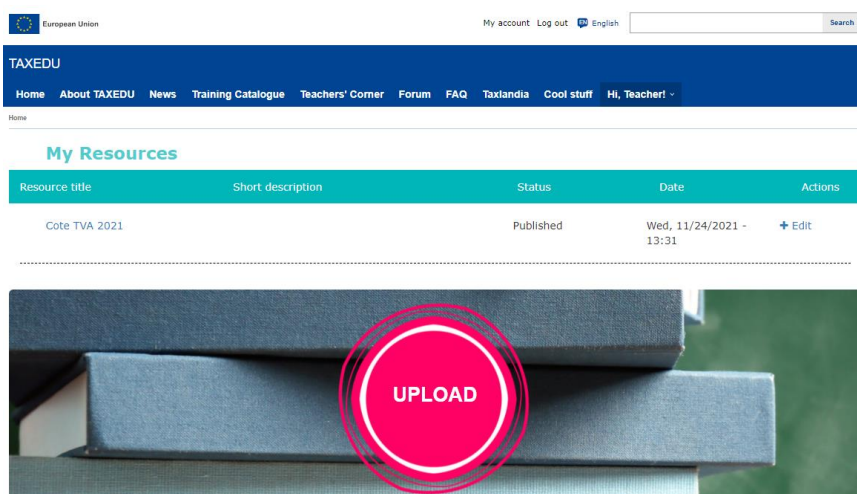 European Union My account Log out EN English Search
TAXEDU
Home About TAXEDU News Training Catalogue Teachers' Corner Forum FAQ Taxlandia Cool stuff Hi, Teacher!
Home
My Resources
Resource title Short description Status Date Actions
Cote TVA 2021 Published Wed, 11/24/2021 - + Edit
13:31
UPLOAD